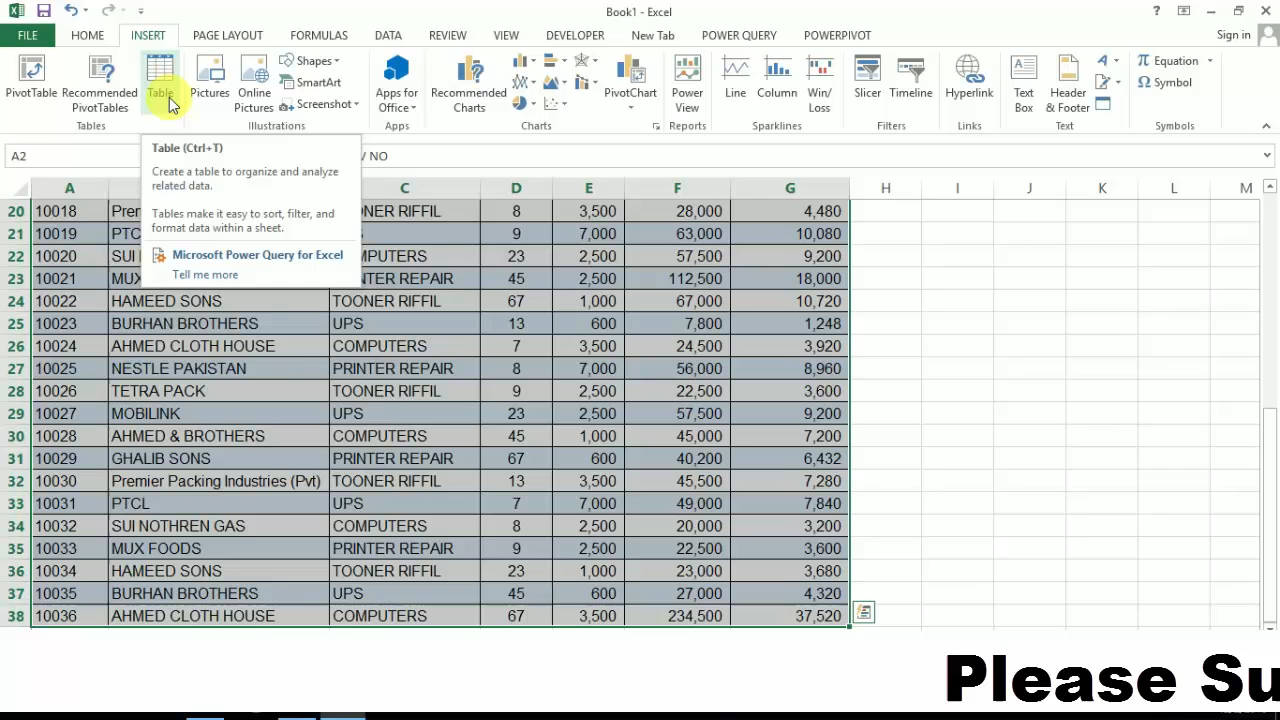 Book1 - Excel
Sign in
FILE HOME INSERT PAGE LAYOUT FORMULAS DATA REVIEW VIEW DEVELOPER New Tab POWER QUERY POWERPIVOT
PivotTable
Recommended
PivotTables
Table
Tables
Pictures
Online
Pictures
Shapes
SmartArt
Screenshot
Illustrations
Apps for
Office
Apps
Recommended
Charts
PivotChart
Charts
Power
View
Reports
Line
Column
Win/
Loss
Sparklines
Slicer
Timeline
Filters
Hyperlink
Links
Text
Box
Header
& Footer
Text
Equation
Symbol
Symbols
A2
NO
Table (Ctrl+T)
Create a table to organize and analyze
related data.
Tables make it easy to sort, filter, and
format data within a sheet.
Microsoft Power Query for Excel
Tell me more
A C D E F G H I J K L M
20 10018 8 3,500 28,000 4,480
21 10019 9 7,000 63,000 10,080
22 10020 SUI 23 2,500 57,500 9,200
23 10021 MUX 45 2,500 112,500 18,000
24 10022 HAMEED SONS TOONER RIFFIL 67 1,000 67,000 10,720
25 10023 BURHAN BROTHERS UPS 13 600 7,800 1,248
26 10024 AHMED CLOTH HOUSE COMPUTERS 7 3,500 24,500 3,920
27 10025 NESTLE PAKISTAN PRINTER REPAIR 8 7,000 56,000 8,960
28 10026 TETRA PACK TOONER RIFFIL 9 2,500 22,500 3,600
29 10027 MOBILINK UPS 23 2,500 57,500 9,200
30 10028 AHMED & BROTHERS COMPUTERS 45 1,000 45,000 7,200
31 10029 GHALIB SONS PRINTER REPAIR 67 600 40,200 6,432
32 10030 Premier Packing Industries (Pvt) TOONER RIFFIL 13 3,500 45,500 7,280
33 10031 PTCL UPS 7 7,000 49,000 7,840
34 10032 SUI NOTHREN GAS COMPUTERS 8 2,500 20,000 3,200
35 10033 MUX FOODS PRINTER REPAIR 9 2,500 22,500 3,600
36 10034 HAMEED SONS TOONER RIFFIL 23 1,000 23,000 3,680
37 10035 BURHAN BROTHERS UPS 45 600 27,000 4,320
38 10036 AHMED CLOTH HOUSE COMPUTERS 67 3,500 234,500 37,520
Please Su